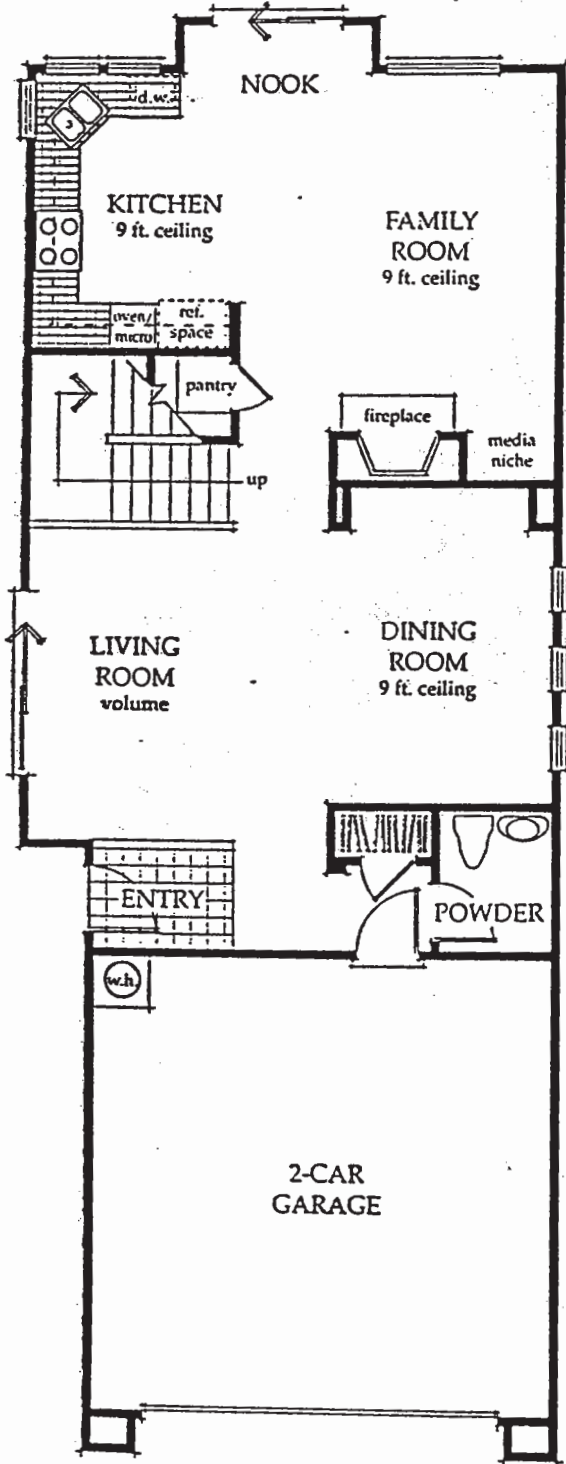 NOOK
d.w.
KITCHEN
9 ft. ceiling
FAMILY
ROOM
9 ft. ceiling
oven/
micro
ref.
space
pantry
fireplace
media
niche
up
LIVING
ROOM
volume
DINING
ROOM
9 ft. ceiling
ENTRY
POWDER
w.h.
2-CAR
GARAGE